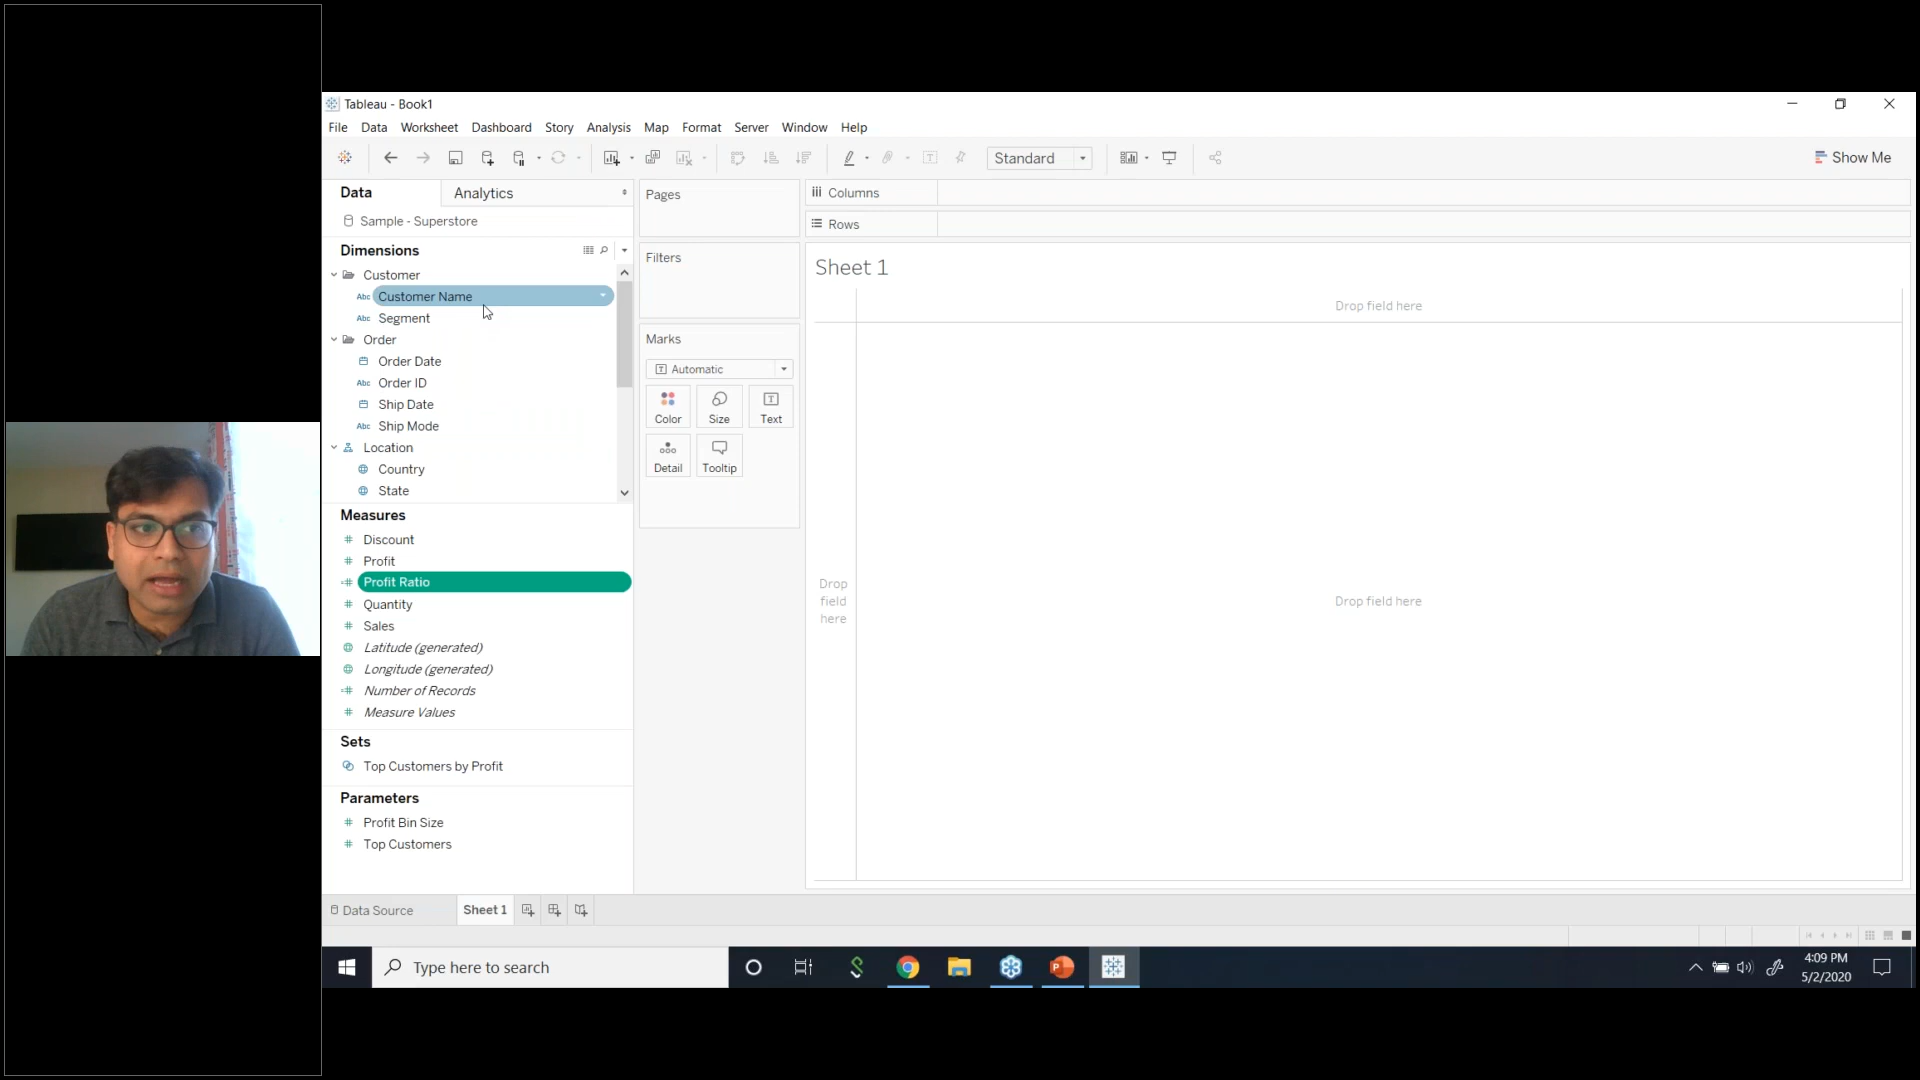 Tableau - Book1
File Data Worksheet Dashboard Story Analysis Map Format Server Window Help
Standard
Show Me
Data
Analytics
Sample - Superstore
Dimensions
Customer
Abc Customer Name
Abc Segment
Order
Order Date
Abc Order ID
Ship Date
Abc Ship Mode
Location
Country
State
Measures
# Discount
# Profit
=# Profit Ratio
# Quantity
# Sales
Latitude (generated)
Longitude (generated)
=# Number of Records
# Measure Values
Sets
Top Customers by Profit
Parameters
# Profit Bin Size
# Top Customers
Pages
Filters
Marks
Automatic
Color Size Text
Detail Tooltip
Columns
Rows
Sheet 1
Drop field here
Drop
field
here
Drop field here
Data Source Sheet 1
Type here to search
4:09 PM
5/2/2020